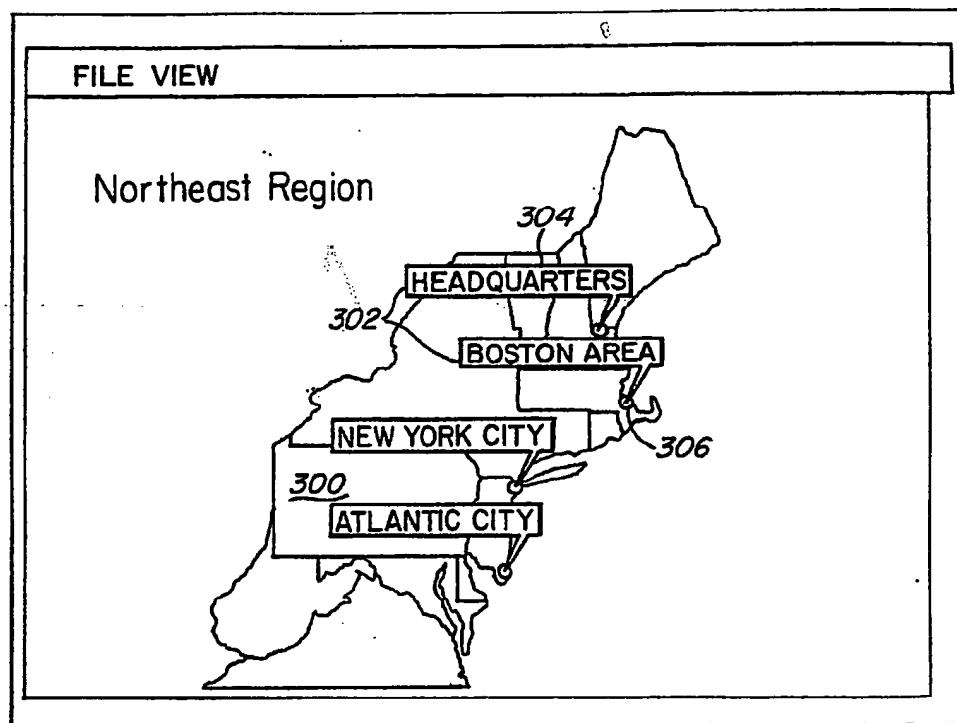 FILE VIEW
Northeast Region
304
HEADQUARTERS
302
BOSTON AREA
NEW YORK CITY
306
300
ATLANTIC CITY